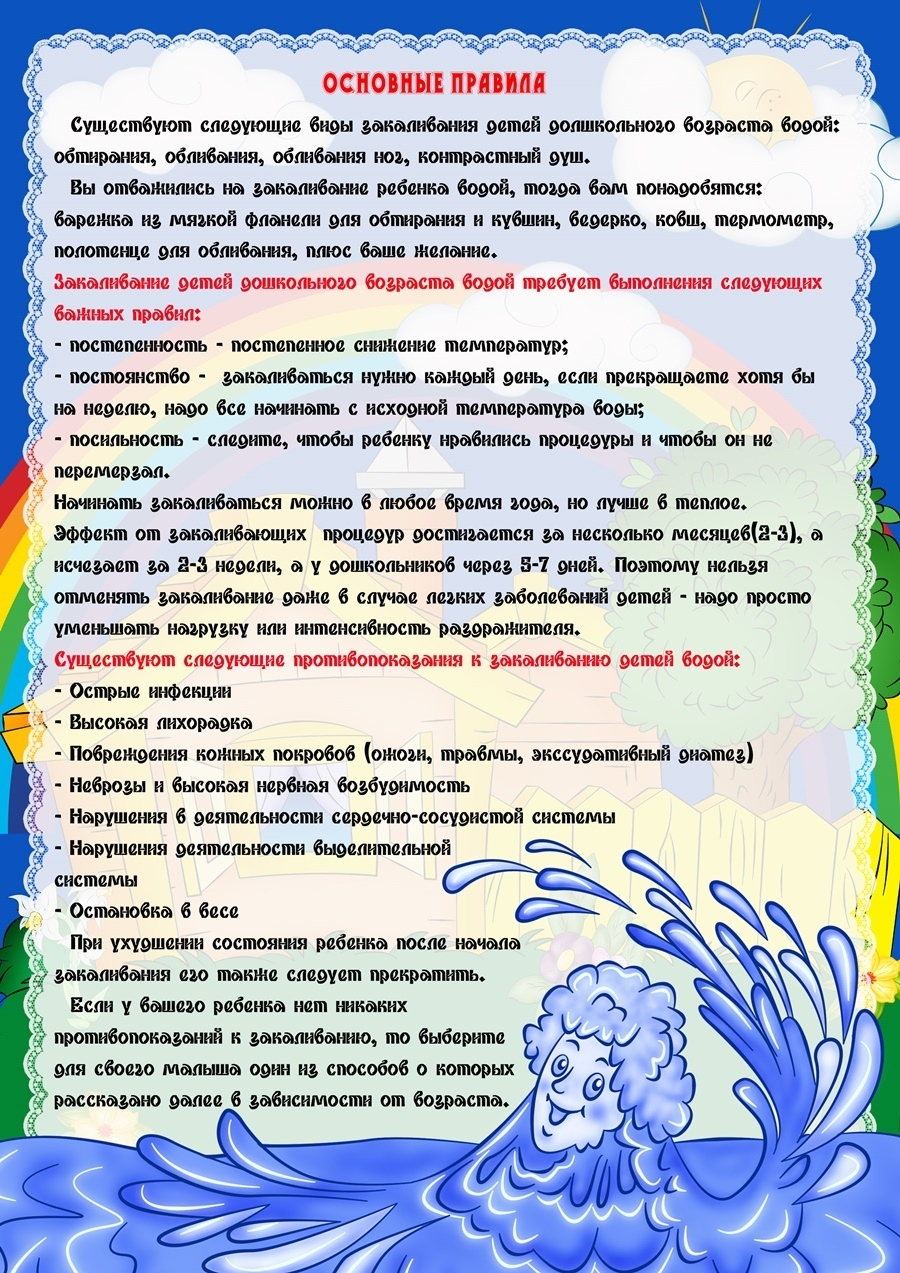 ОСНОВНЫЕ ПРАВИЛА
Существуют следующие виды закаливания детей долшкольного возраста водой:
обтирания, обливания, обливания ног, контрастный душ.
Вы отважились на закаливание ребенка водой, тогда вам понадобятся:
варежка из мягкой фланели для обтирания и кувшин, ведерко, ковш, термометр,
полотенце для обливания, плюс ваше желание.
Закаливание детей дошкольного возраста водой требует выполнения следующих
важных правил:
- постепенность - постепенное снижение температур;
- постоянство - закаливаться нужно каждый день, если прекращаете хотя бы
на неделю, надо все начинать с исходной температура воды;
- посильность - следите, чтобы ребенку нравились процедуры и чтобы он не
перемерзал.
Начинать закаливаться можно в любое время года, но лучше в теплое.
Эффект от закаливающих процедур достигается за несколько месяцев(2-3), а
исчезает за 2-3 недели, а у дошкольников через 5-7 дней. Поэтому нельзя
отменять закаливание даже в случае легких заболеваний детей - надо просто
уменьшать нагрузку или интенсивность раздражителя.
Существуют следующие противопоказания к закаливанию детей водой:
- Острые инфекции
- Высокая лихорадка
- Повреждения кожных покровов (ожоги, травмы, экссудативный диатез)
- Неврозы и высокая нервная возбудимость
- Нарушения в деятельности сердечно-сосудистой системы
- Нарушения деятельности выделительной
системы
- Остановка в весе
При ухудшении состояния ребенка после начала
закаливания его также следует прекратить.
Если у вашего ребенка нет никаких
противопоказаний к закаливанию, то выберите
для своего малыша один из способов о которых
рассказано далее в зависимости от возраста.